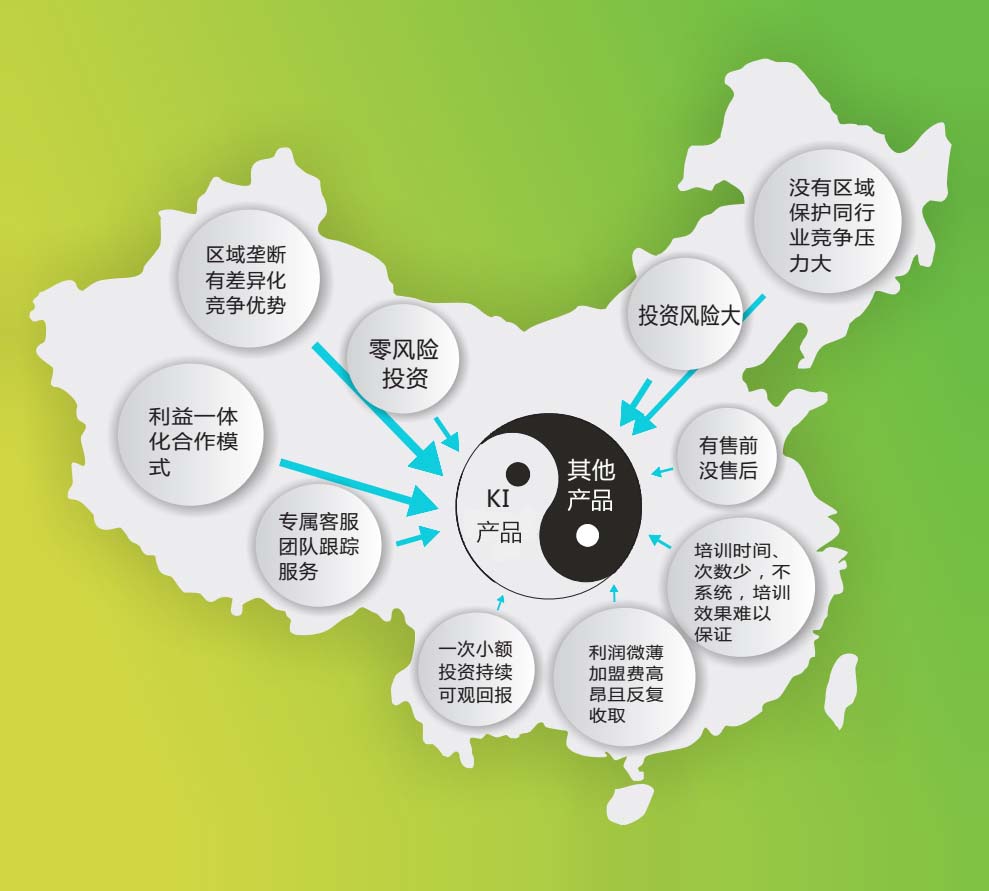 没有区域
保护同行
业竞争压
力大
区域垄断
有差异化
竞争优势
投资风险大
零风险
投资
利益一体
化合作模
式
有售前
没售后
其他
产品
KI
产品
专属客服
团队跟踪
服务
培训时间、
次数少，不
系统，培训
效果难以
保证
一次小额
投资持续
可观回报
利润微薄
加盟费高
昂且反复
收取